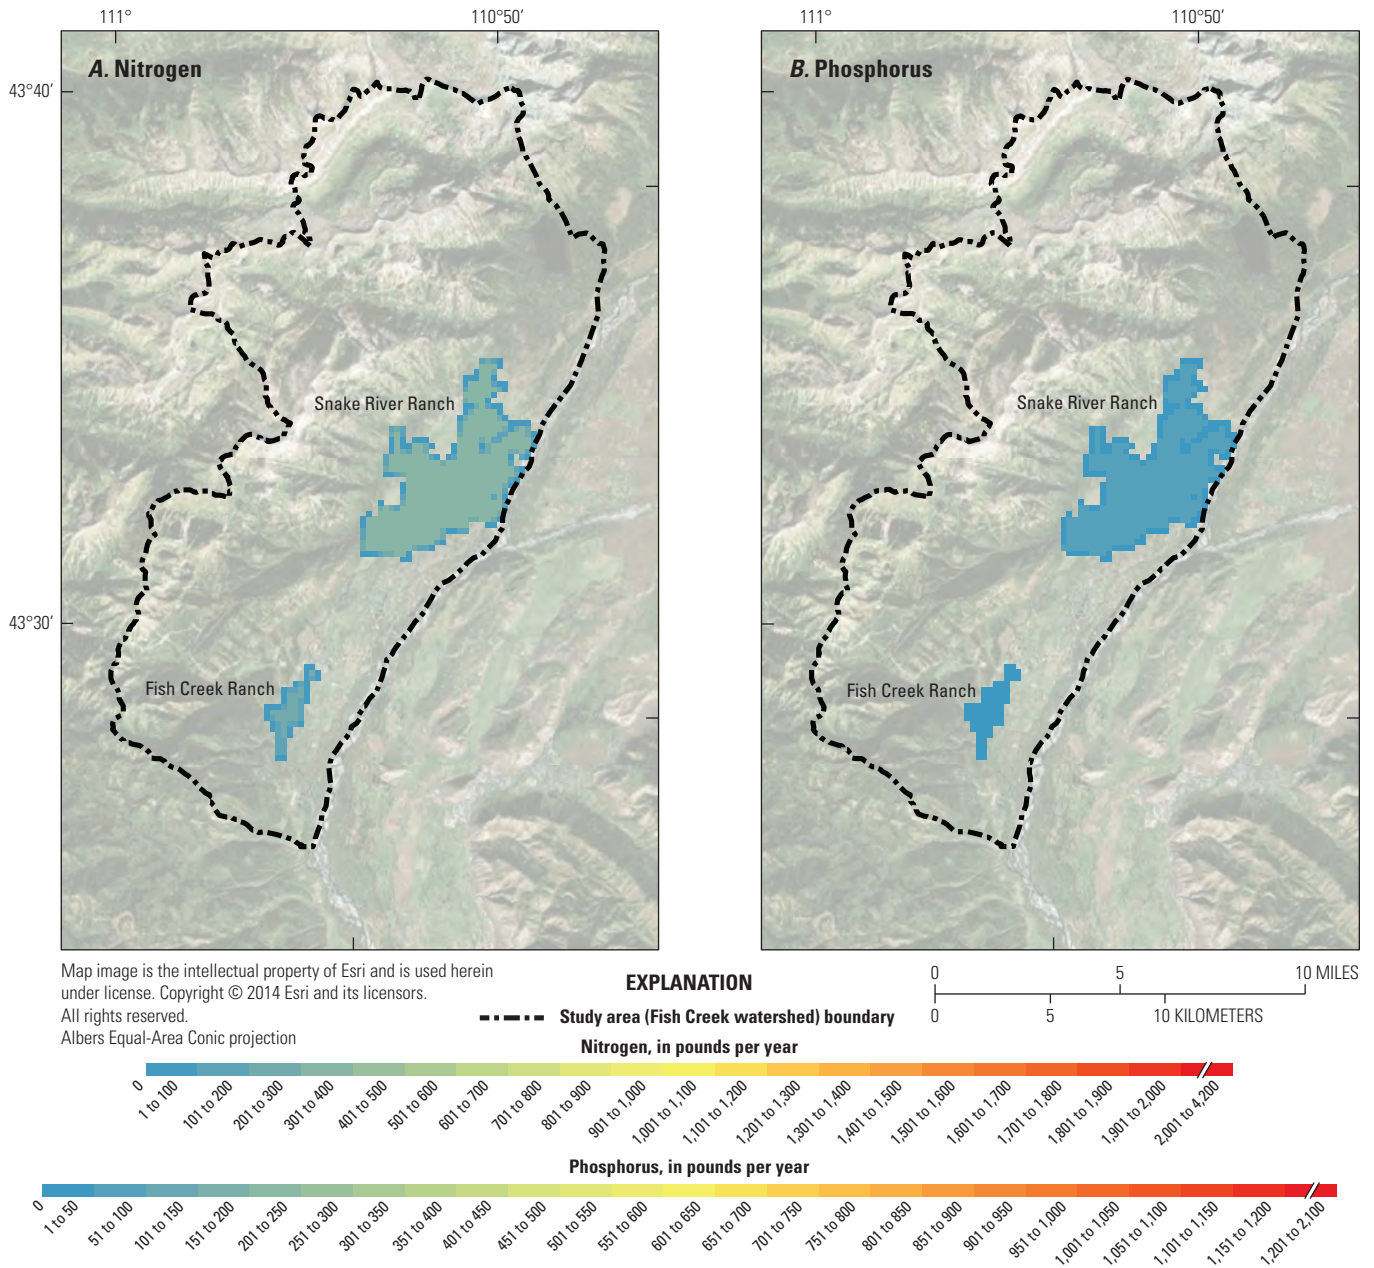 111°
110°50′
111°
110°50′
A. Nitrogen
B. Phosphorus
43°40′
Snake River Ranch
Snake River Ranch
43°30′
Fish Creek Ranch
Fish Creek Ranch
Map image is the intellectual property of Esri and is used herein
under license. Copyright © 2014 Esri and its licensors.
All rights reserved.
Albers Equal-Area Conic projection
EXPLANATION
Study area (Fish Creek watershed) boundary
0
5
10 MILES
0
5
10 KILOMETERS
Nitrogen, in pounds per year
0
1 to 100
101 to 200
201 to 300
301 to 400
401 to 500
501 to 600
601 to 700
701 to 800
801 to 900
901 to 1,000
1,001 to 1,100
1,101 to 1,200
1,201 to 1,300
1,301 to 1,400
1,401 to 1,500
1,501 to 1,600
1,601 to 1,700
1,701 to 1,800
1,801 to 1,900
1,901 to 2,000
2,001 to 4,200
Phosphorus, in pounds per year
0
1 to 50
51 to 100
101 to 150
151 to 200
201 to 250
251 to 300
301 to 350
351 to 400
401 to 450
451 to 500
501 to 550
551 to 600
601 to 650
651 to 700
701 to 750
751 to 800
801 to 850
851 to 900
901 to 950
951 to 1,000
1,001 to 1,050
1,051 to 1,100
1,101 to 1,150
1,151 to 1,200
1,201 to 2,100